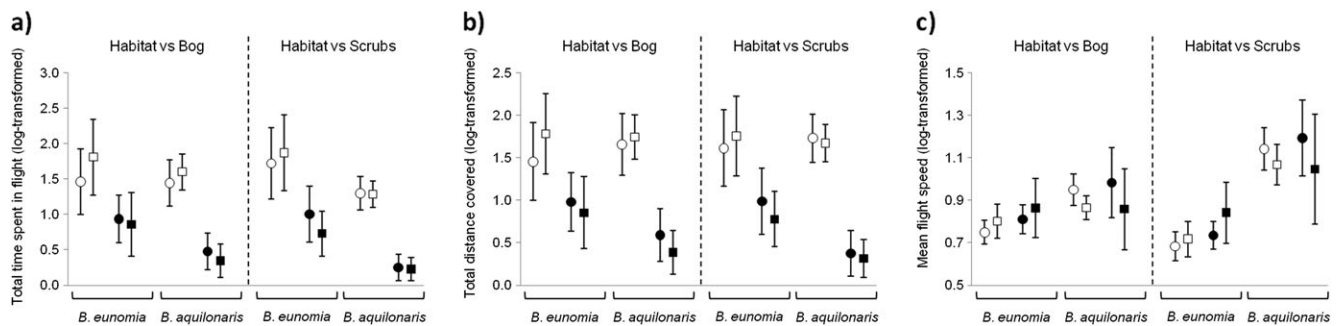 a)
Habitat vs Bog
Habitat vs Scrubs
Total time spent in flight (log-transformed)
3.0
2.5
2.0
1.5
1.0
0.5
0.0
B. eunomia
B. aquilonaris
B. eunomia
B. aquilonaris
b)
Habitat vs Bog
Habitat vs Scrubs
Total distance covered (log-transformed)
2.5
2.0
1.5
1.0
0.5
0.0
B. eunomia
B. aquilonaris
B. eunomia
B. aquilonaris
c)
Habitat vs Bog
Habitat vs Scrubs
Mean flight speed (log-transformed)
1.5
1.3
1.1
0.9
0.7
0.5
B. eunomia
B. aquilonaris
B. eunomia
B. aquilonaris